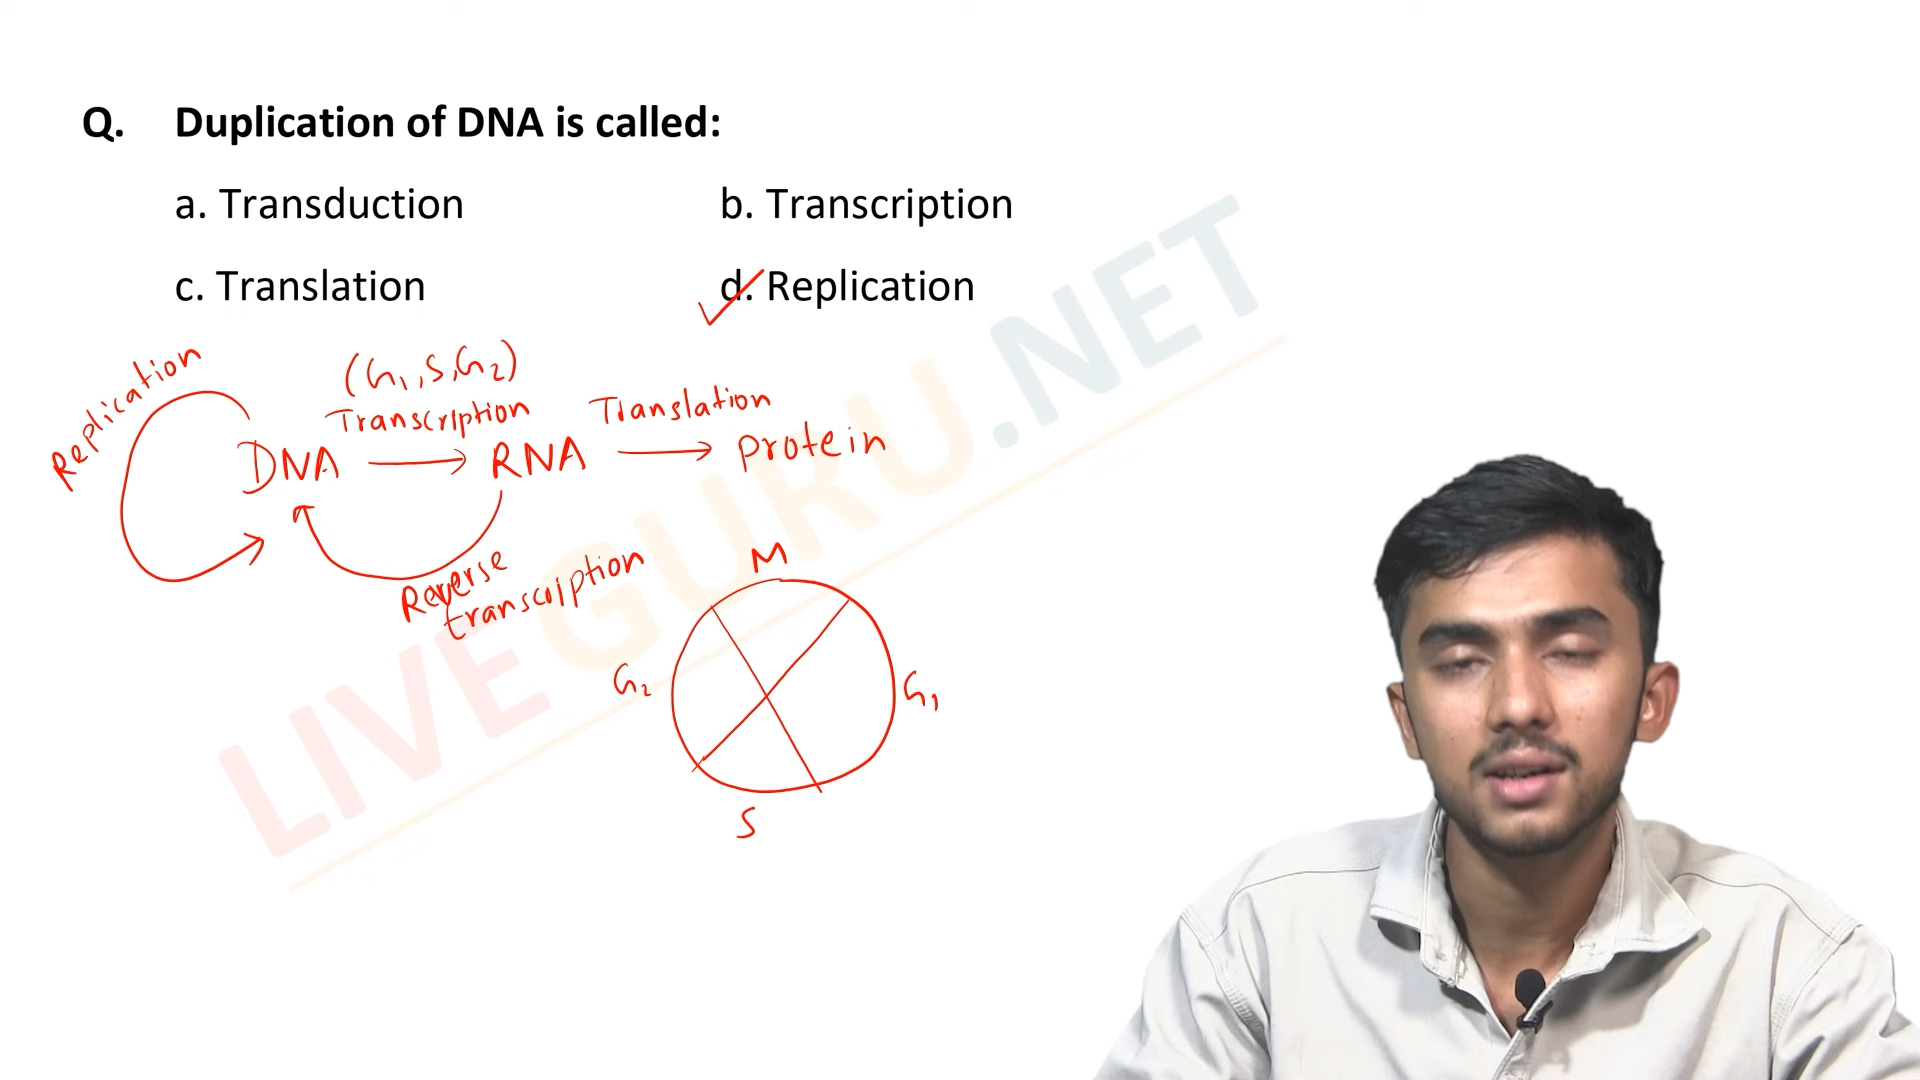 Q. Duplication of DNA is called:
a. Transduction b. Transcription
c. Translation d. Replication
Replication
(G₁, S, G₂)
Transcription
Translation
DNA → RNA → protein
Reverse
transcription
M
G₂
G₁
S
LIVEGURU.NET